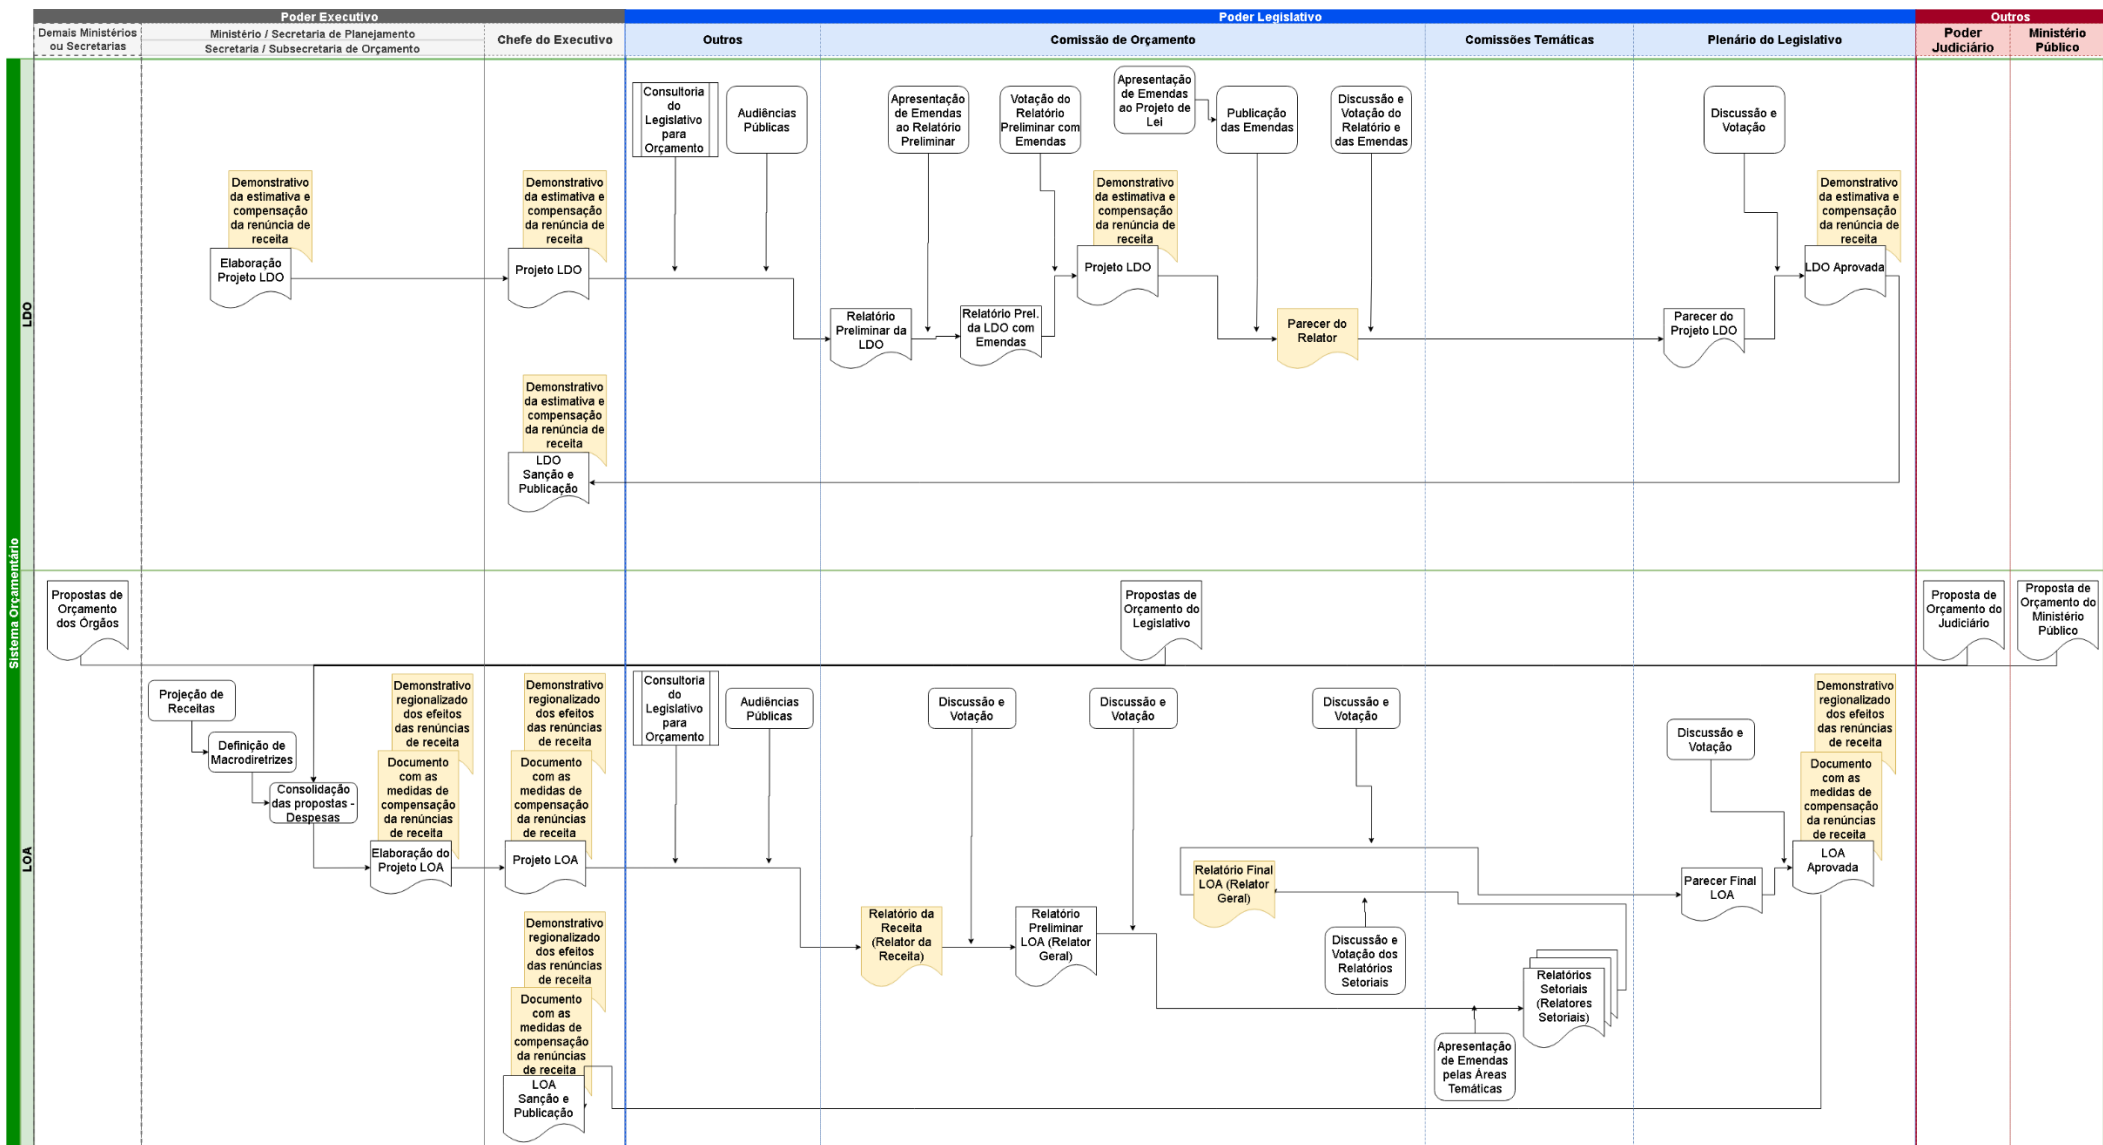 Poder Executivo
Poder Legislativo
Outros
Demais Ministérios
ou Secretarias
Ministério / Secretaria de Planejamento
Secretaria / Subsecretaria de Orçamento
Chefe do Executivo
Outros
Comissão de Orçamento
Comissões Temáticas
Plenário do Legislativo
Poder
Judiciário
Ministério
Público
Sistema Orçamentário
LDO
Consultoria
do
Legislativo
para
Orçamento
Audiências
Públicas
Apresentação
de Emendas
ao Relatório
Preliminar
Votação do
Relatório
Preliminar com
Emendas
Apresentação
de Emendas
ao Projeto de
Lei
Publicação
das Emendas
Discussão e
Votação do
Relatório e
das Emendas
Discussão e
Votação
Demonstrativo
da estimativa e
compensação
da renúncia de
receita
Elaboração
Projeto LDO
Demonstrativo
da estimativa e
compensação
da renúncia de
receita
Projeto LDO
Demonstrativo
da estimativa e
compensação
da renúncia de
receita
Projeto LDO
Demonstrativo
da estimativa e
compensação
da renúncia de
receita
LDO Aprovada
Relatório
Preliminar da
LDO
Relatório Prel.
da LDO com
Emendas
Parecer do
Relator
Parecer do
Projeto LDO
Demonstrativo
da estimativa e
compensação
da renúncia de
receita
LDO
Sanção e
Publicação
LOA
Propostas de
Orçamento
dos Órgãos
Propostas de
Orçamento do
Legislativo
Proposta de
Orçamento do
Judiciário
Proposta de
Orçamento do
Ministério
Público
Projeção de
Receitas
Definição de
Macrodiretrizes
Consolidação
das propostas -
Despesas
Demonstrativo
regionalizado
dos efeitos
das renúncias
de receita
Documento
com as
medidas de
compensação
da renúncias
de receita
Elaboração do
Projeto LOA
Demonstrativo
regionalizado
dos efeitos
das renúncias
de receita
Documento
com as
medidas de
compensação
da renúncias
de receita
Projeto LOA
Consultoria
do
Legislativo
para
Orçamento
Audiências
Públicas
Discussão e
Votação
Discussão e
Votação
Discussão e
Votação
Discussão e
Votação
Demonstrativo
regionalizado
dos efeitos
das renúncias
de receita
Documento
com as
medidas de
compensação
da renúncias
de receita
LOA
Aprovada
Relatório Final
LOA (Relator
Geral)
Parecer Final
LOA
Relatório da
Receita
(Relator da
Receita)
Relatório
Preliminar
LOA (Relator
Geral)
Discussão e
Votação dos
Relatórios
Setoriais
Relatórios
Setoriais
(Relatores
Setoriais)
Apresentação
de Emendas
pelas Áreas
Temáticas
Demonstrativo
regionalizado
dos efeitos
das renúncias
de receita
Documento
com as
medidas de
compensação
da renúncias
de receita
LOA
Sanção e
Publicação